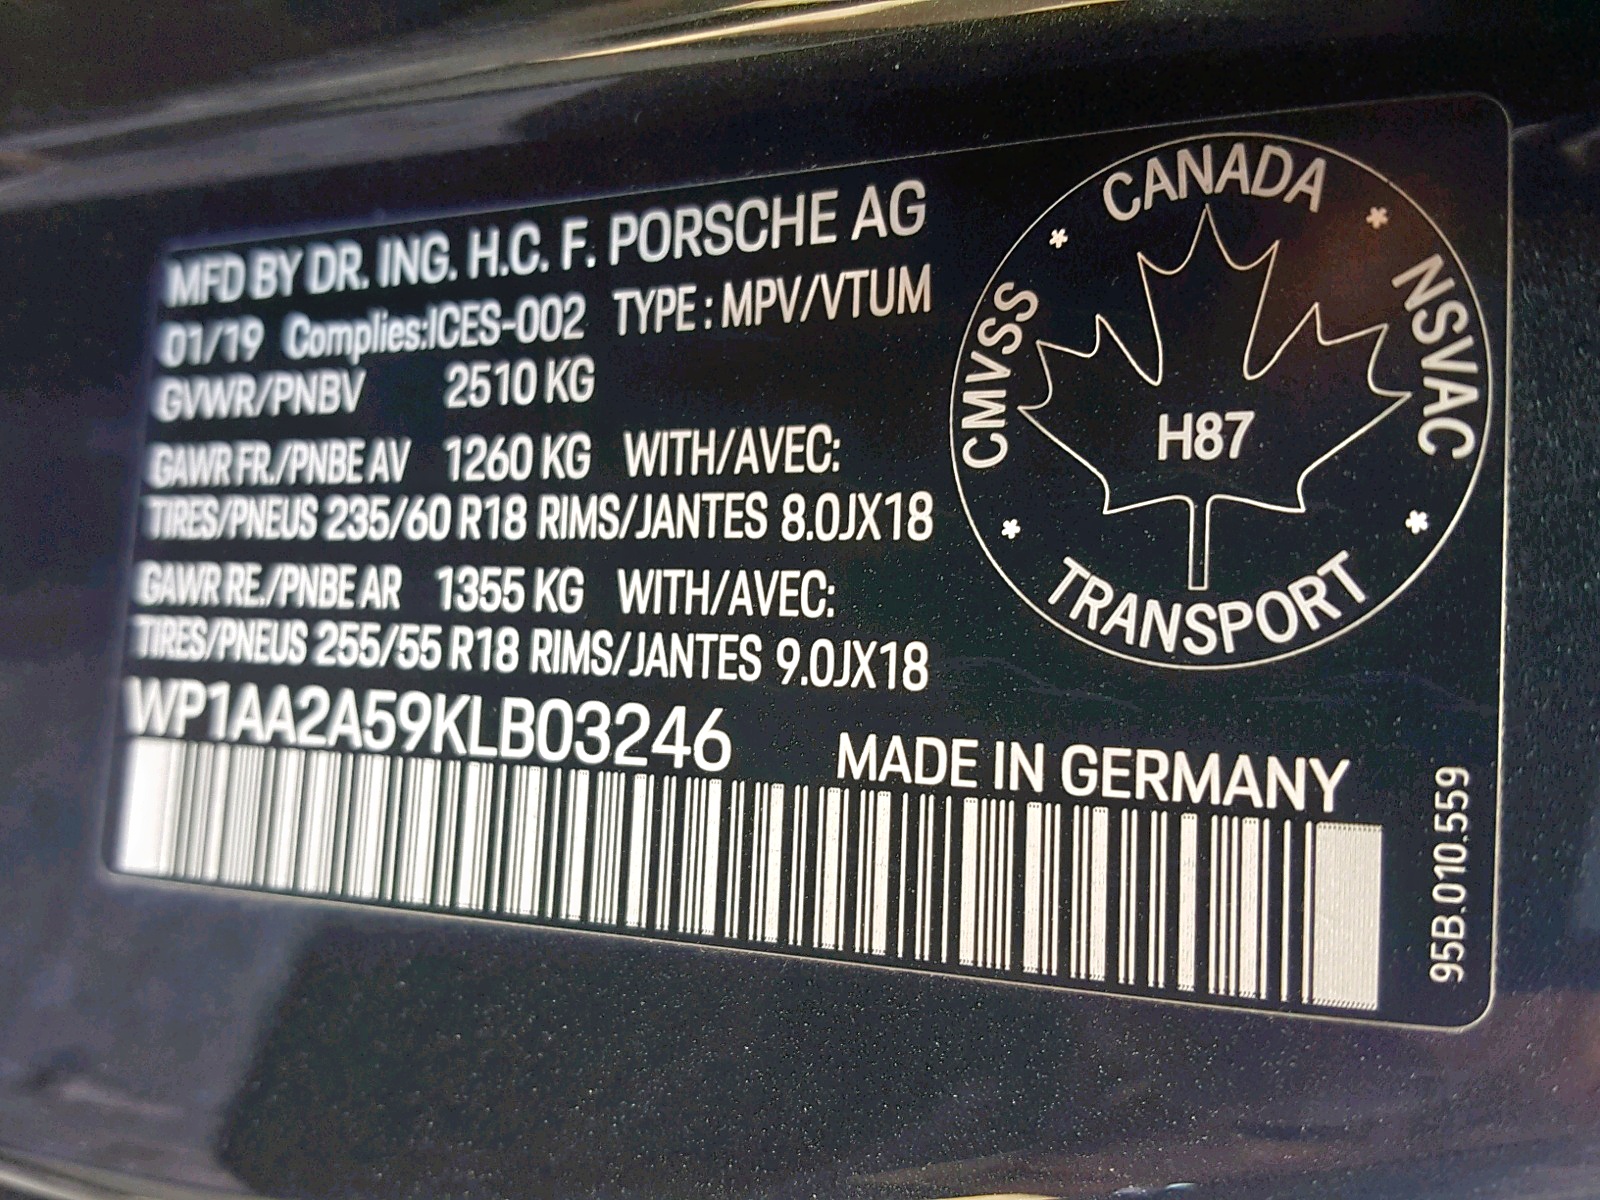 MFD BY DR. ING. H.C. F. PORSCHE AG
01/19 Complies:ICES-002 TYPE : MPV/VTUM
GVWR/PNBV 2510 KG
GAWR FR./PNBE AV 1260 KG WITH/AVEC:
TIRES/PNEUS 235/60 R18 RIMS/JANTES 8.0JX18
GAWR RE./PNBE AR 1355 KG WITH/AVEC:
TIRES/PNEUS 255/55 R18 RIMS/JANTES 9.0JX18
WP1AA2A59KLB03246
MADE IN GERMANY
CANADA
CMVSS * * NSVAC
H87
* TRANSPORT *
95B.010.559